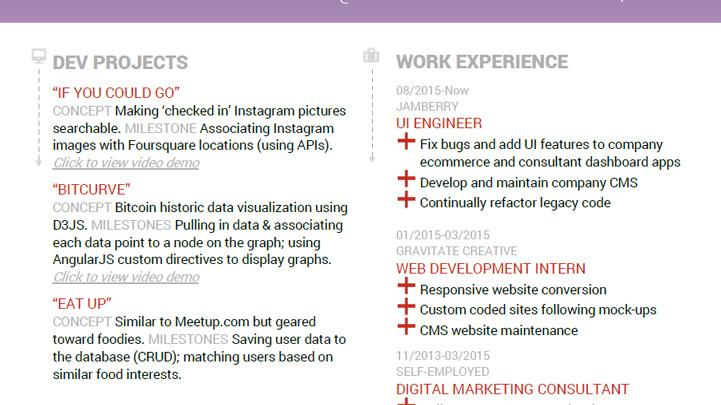 DEV PROJECTS
“IF YOU COULD GO”
CONCEPT Making ‘checked in’ Instagram pictures
searchable. MILESTONE Associating Instagram
images with Foursquare locations (using APIs).
Click to view video demo
“BITCURVE”
CONCEPT Bitcoin historic data visualization using
D3JS. MILESTONES Pulling in data & associating
each data point to a node on the graph; using
AngularJS custom directives to display graphs.
Click to view video demo
“EAT UP”
CONCEPT Similar to Meetup.com but geared
toward foodies. MILESTONES Saving user data to
the database (CRUD); matching users based on
similar food interests.
WORK EXPERIENCE
08/2015-Now
JAMBERRY
UI ENGINEER
Fix bugs and add UI features to company
ecommerce and consultant dashboard apps
Develop and maintain company CMS
Continually refactor legacy code
01/2015-03/2015
GRAVITATE CREATIVE
WEB DEVELOPMENT INTERN
Responsive website conversion
Custom coded sites following mock-ups
CMS website maintenance
11/2013-03/2015
SELF-EMPLOYED
DIGITAL MARKETING CONSULTANT